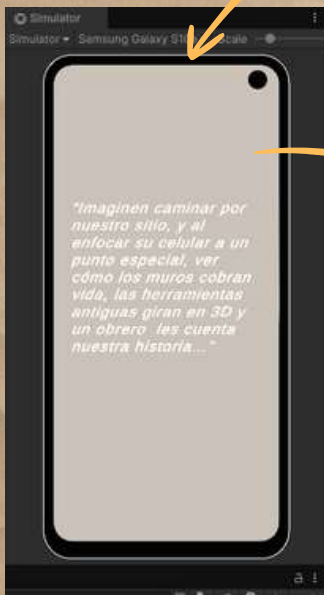 Simulator
Simulator Samsung Galaxy S10 Scale
"Imaginen caminar por
nuestro sitio, y al
enfocar su celular a un
punto especial, ver
cómo los muros cobran
vida, las herramientas
antiguas giran en 3D y
un obrero les cuenta
nuestra historia..."